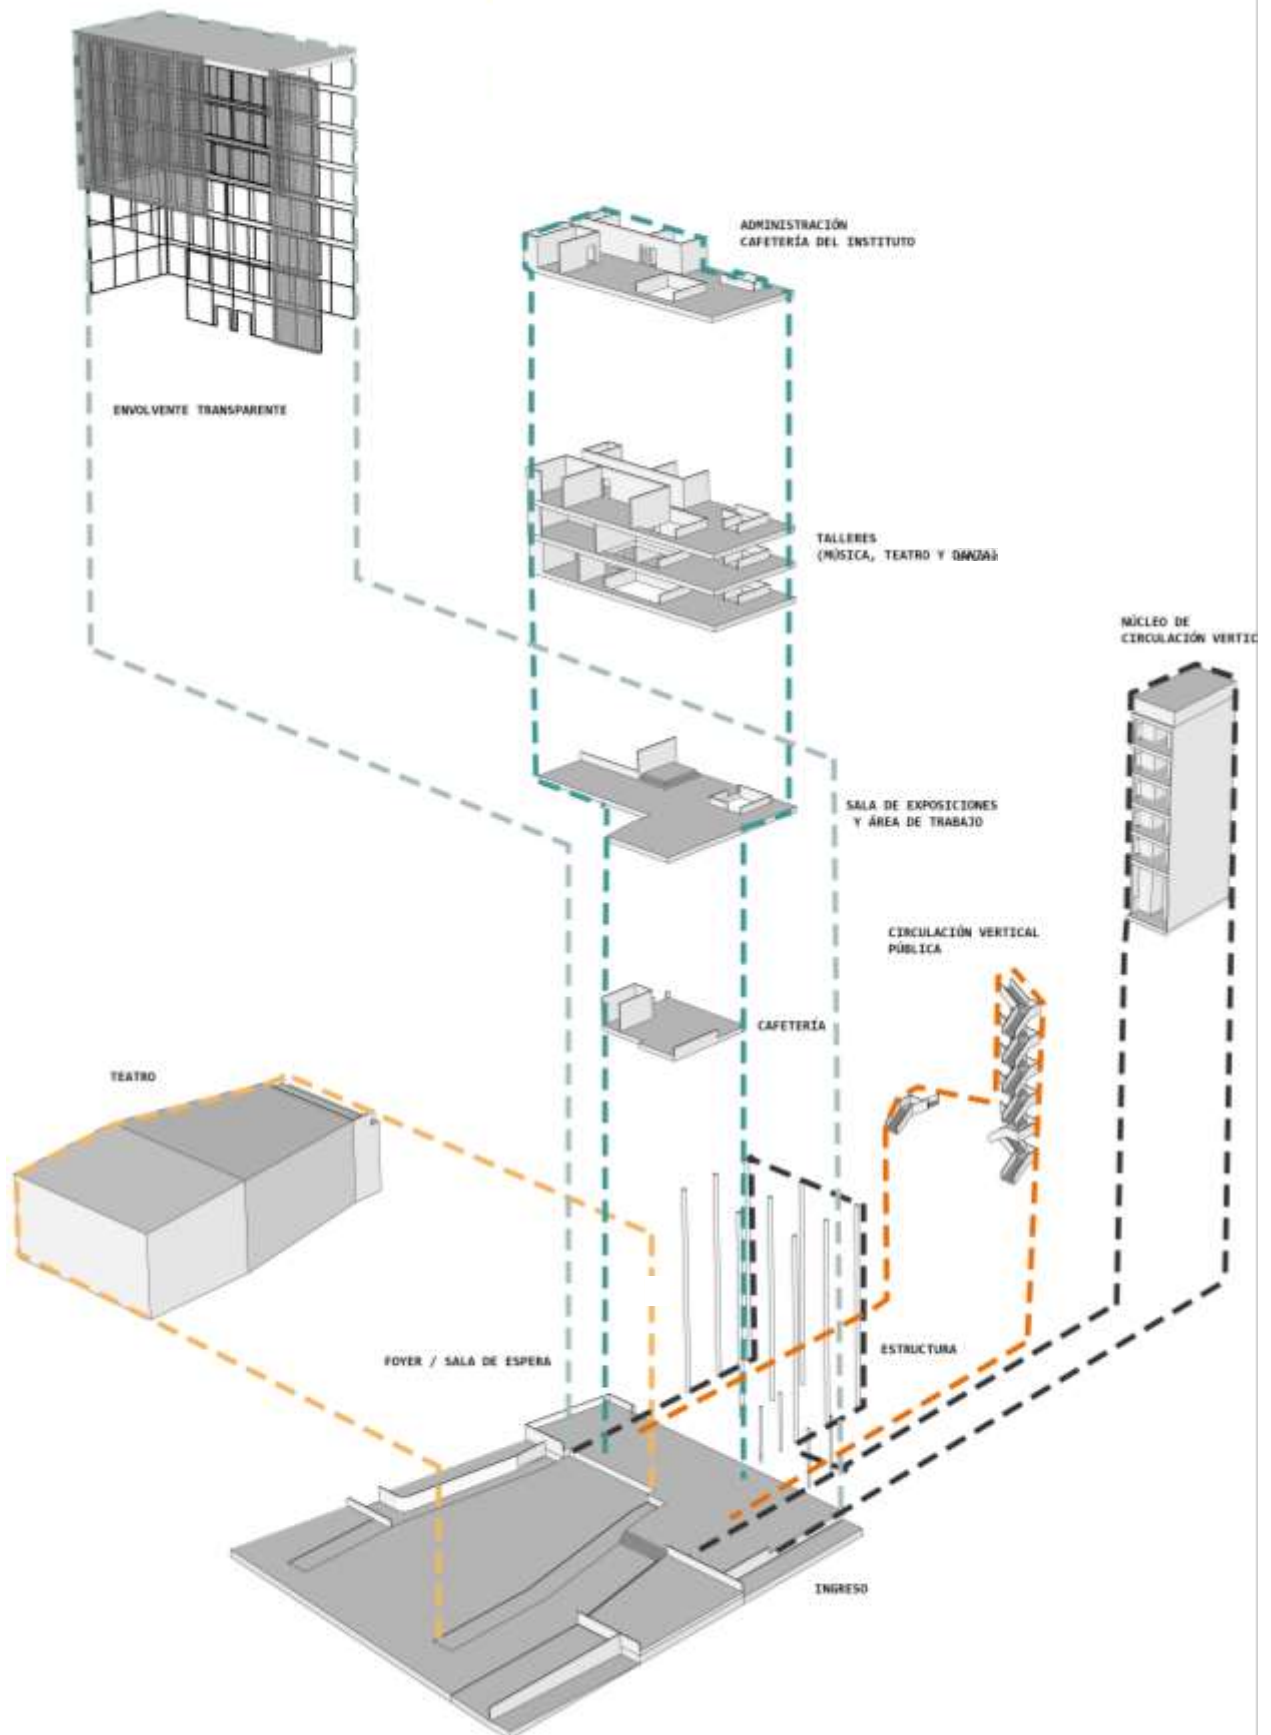 ADMINISTRACIÓN
CAFETERÍA DEL INSTITUTO
ENVOLVENTE TRANSPARENTE
TALLERES
(MÚSICA, TEATRO Y DANZA)
NÚCLEO DE
CIRCULACIÓN VERTIC
SALA DE EXPOSICIONES
Y ÁREA DE TRABAJO
CIRCULACIÓN VERTICAL
PÚBLICA
CAFETERÍA
TEATRO
ESTRUCTURA
FOYER / SALA DE ESPERA
INGRESO